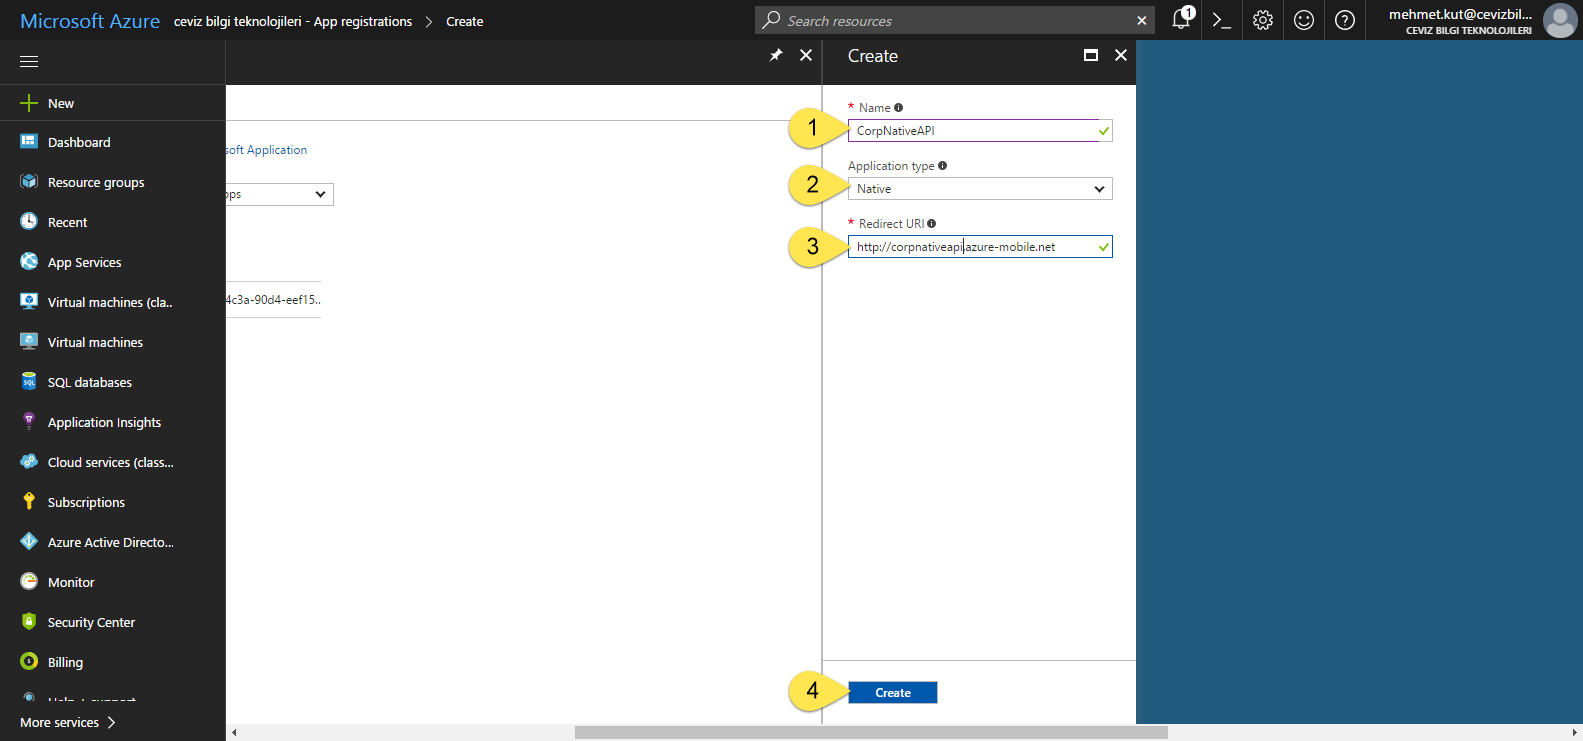 Microsoft Azure ceviz bilgi teknolojileri - App registrations > Create
Search resources
1
mehmet.kut@cevizbil...
CEVIZ BILGI TEKNOLOJILERI
New
Dashboard
Resource groups
Recent
App Services
Virtual machines (cla..
Virtual machines
SQL databases
Application Insights
Cloud services (class...
Subscriptions
Azure Active Directo...
Monitor
Security Center
Billing
Help + support
More services >
soft Application
pps
4c3a-90d4-eef15..
Create
* Name
1
CorpNativeAPI
Application type
2
Native
* Redirect URI
3
http://corpnativeapi.azure-mobile.net
4
Create